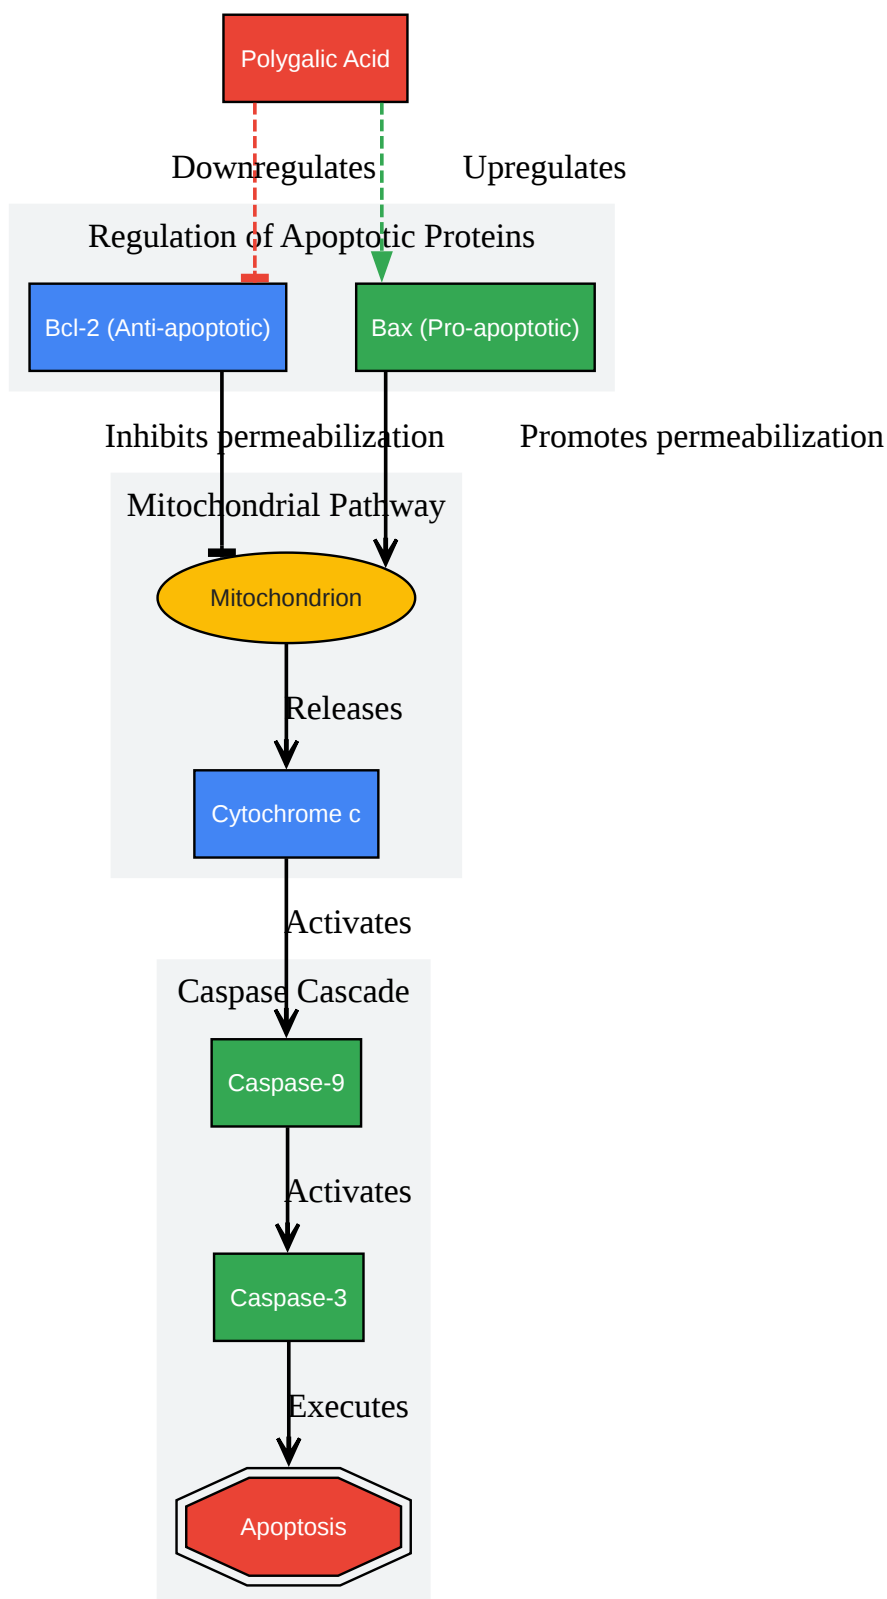 Polygalic Acid
Downregulates
Upregulates
Regulation of Apoptotic Proteins
Bcl-2 (Anti-apoptotic)
Bax (Pro-apoptotic)
Inhibits permeabilization
Promotes permeabilization
Mitochondrial Pathway
Mitochondrion
Releases
Cytochrome c
Activates
Caspase Cascade
Caspase-9
Activates
Caspase-3
Executes
Apoptosis